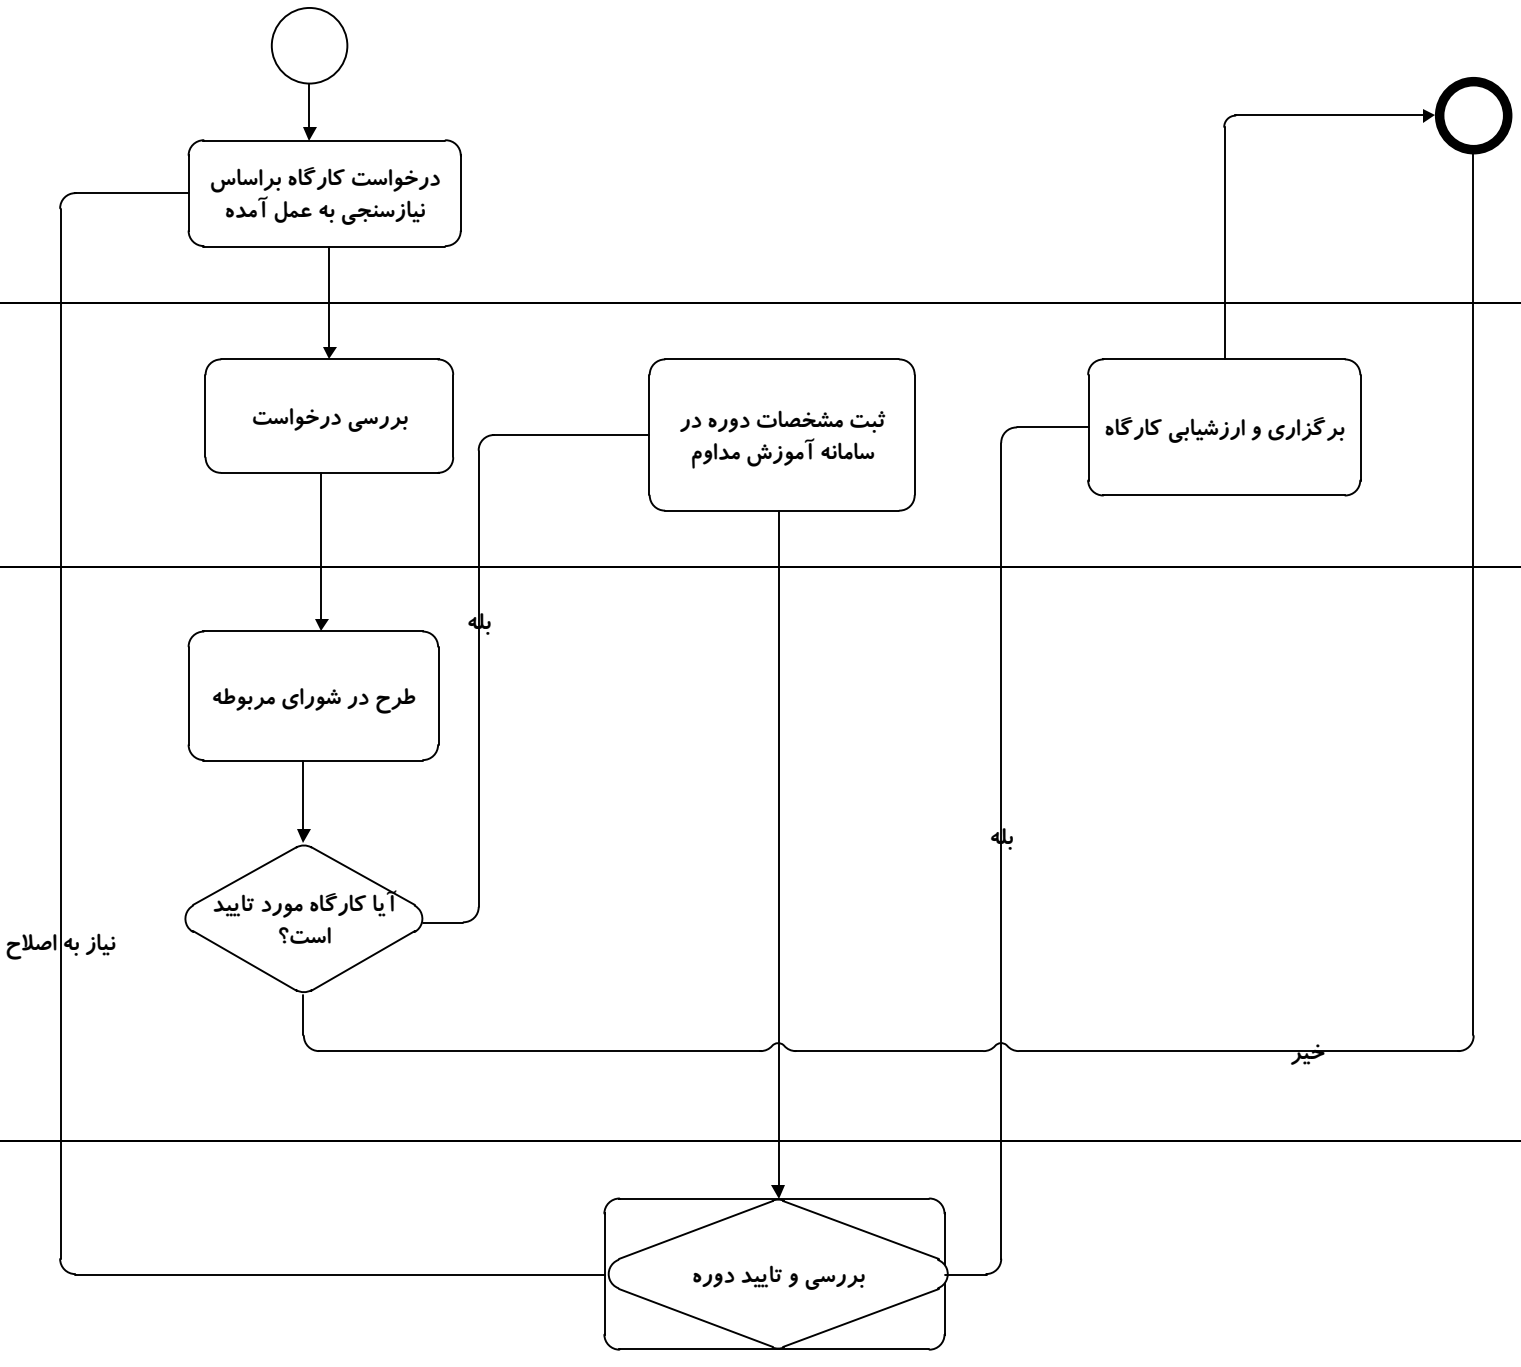 درخواست کارگاه براساس
نیازسنجی به عمل آمده
بررسی درخواست
ثبت مشخصات دوره در
سامانه آموزش مداوم
برگزاری و ارزشیابی کارگاه
بله
طرح در شورای مربوطه
بله
آیا کارگاه مورد تایید
است؟
نیاز به اصلاح
خیر
بررسی و تایید دوره